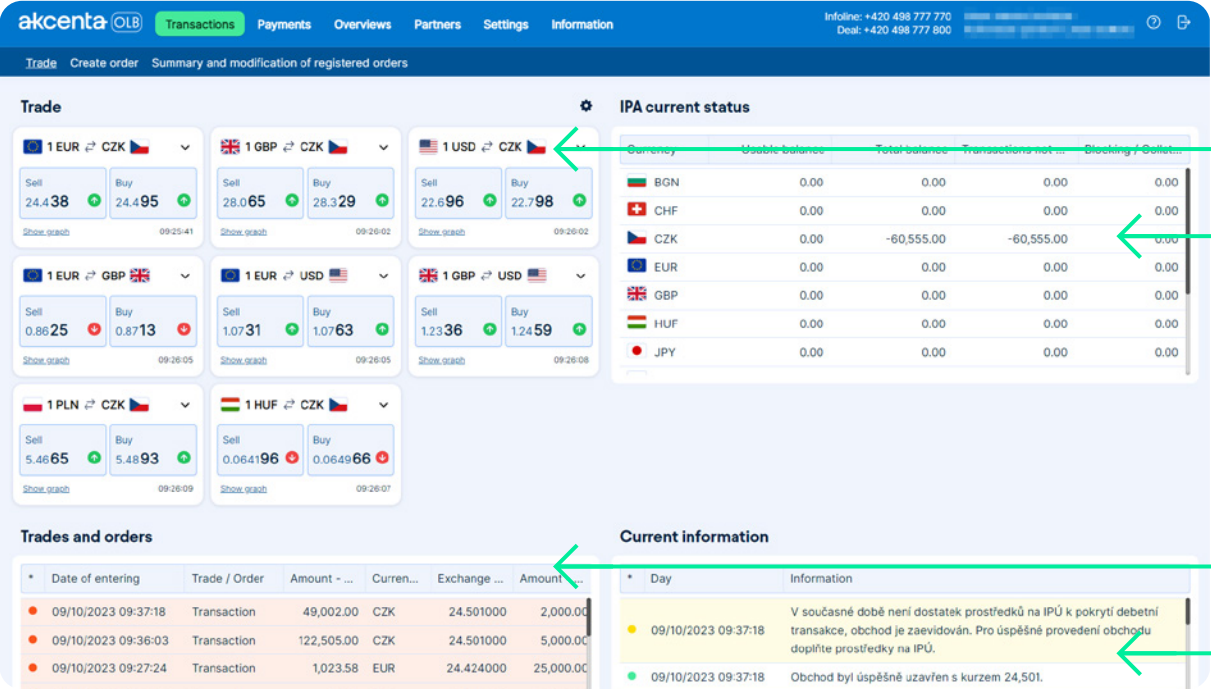 akcenta OLB
Transactions Payments Overviews Partners Settings Information
Infoline: +420 498 777 770
Deal: +420 498 777 800
Trade Create order Summary and modification of registered orders
Trade
1 EUR CZK
Sell Buy
24.438 24.495
Show graph 09:25:41
1 GBP CZK
Sell Buy
28.065 28.329
Show graph 09:26:02
1 USD CZK
Sell Buy
22.696 22.798
Show graph 09:26:02
1 EUR GBP
Sell Buy
0.8625 0.8713
Show graph 09:26:05
1 EUR USD
Sell Buy
1.0731 1.0763
Show graph 09:26:05
1 GBP USD
Sell Buy
1.2336 1.2459
Show graph 09:26:08
1 PLN CZK
Sell Buy
5.4665 5.4893
Show graph 09:26:09
1 HUF CZK
Sell Buy
0.064196 0.064966
Show graph 09:26:07
IPA current status
Currency Usable balance Total balance Transactions not ... Blocking / Collat...
BGN 0.00 0.00 0.00 0.00
CHF 0.00 0.00 0.00 0.00
CZK 0.00 -60,555.00 -60,555.00 0.00
EUR 0.00 0.00 0.00 0.00
GBP 0.00 0.00 0.00 0.00
HUF 0.00 0.00 0.00 0.00
JPY 0.00 0.00 0.00 0.00
Trades and orders
* Date of entering Trade / Order Amount - ... Curren... Exchange ... Amount ...
09/10/2023 09:37:18 Transaction 49,002.00 CZK 24.501000 2,000.00
09/10/2023 09:36:03 Transaction 122,505.00 CZK 24.501000 5,000.00
09/10/2023 09:27:24 Transaction 1,023.58 EUR 24.424000 25,000.00
Current information
* Day Information
09/10/2023 09:37:18
V současné době není dostatek prostředků na IPÚ k pokrytí debetní
transakce, obchod je zaevidován. Pro úspěšné provedení obchodu
doplňte prostředky na IPÚ.
09/10/2023 09:37:18 Obchod byl úspěšně uzavřen s kurzem 24,501.